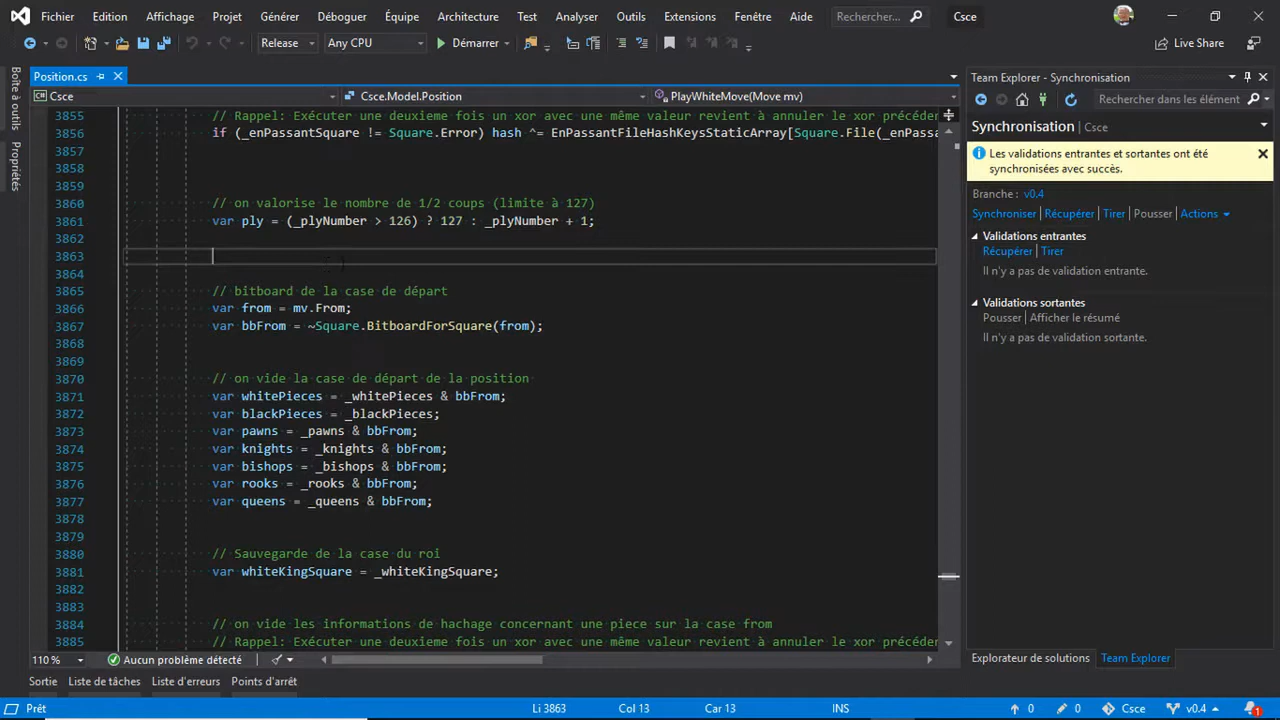 Fichier Édition Affichage Projet Générer Déboguer Équipe Architecture Test Analyser Outils Extensions Fenêtre Aide Rechercher... Csce
Release Any CPU Démarrer Live Share
Boîte à outils
Propriétés
Position.cs
Csce Csce.Model.Position PlayWhiteMove(Move mv)
3855 // Rappel: Exécuter une deuxieme fois un xor avec une même valeur revient à annuler le xor précéden
3856 if (_enPassantSquare != Square.Error) hash ^= EnPassantFileHashKeysStaticArray[Square.File(_enPassa
3857
3858
3859
3860 // on valorise le nombre de 1/2 coups (limite à 127)
3861 var ply = (_plyNumber > 126) ? 127 : _plyNumber + 1;
3862
3863
3864
3865 // bitboard de la case de départ
3866 var from = mv.From;
3867 var bbFrom = ~Square.BitboardForSquare(from);
3868
3869
3870 // on vide la case de départ de la position
3871 var whitePieces = _whitePieces & bbFrom;
3872 var blackPieces = _blackPieces;
3873 var pawns = _pawns & bbFrom;
3874 var knights = _knights & bbFrom;
3875 var bishops = _bishops & bbFrom;
3876 var rooks = _rooks & bbFrom;
3877 var queens = _queens & bbFrom;
3878
3879
3880 // Sauvegarde de la case du roi
3881 var whiteKingSquare = _whiteKingSquare;
3882
3883
3884 // on vide les informations de hachage concernant une piece sur la case from
3885 // Rappel: Exécuter une deuxième fois un xor avec une même valeur revient à annuler le xor précéden
110 % Aucun problème détecté
Sortie Liste de tâches Liste d'erreurs Points d'arrêt
Team Explorer - Synchronisation
Rechercher dans les élément
Synchronisation | Csce
Les validations entrantes et sortantes ont été
synchronisées avec succès.
Branche : v0.4
Synchroniser | Récupérer | Tirer | Pousser | Actions
Validations entrantes
Récupérer | Tirer
Il n'y a pas de validation entrante.
Validations sortantes
Pousser | Afficher le résumé
Il n'y a pas de validation sortante.
Explorateur de solutions Team Explorer
Prêt Li 3863 Col 13 Car 13 INS 0 0 Csce v0.4 1